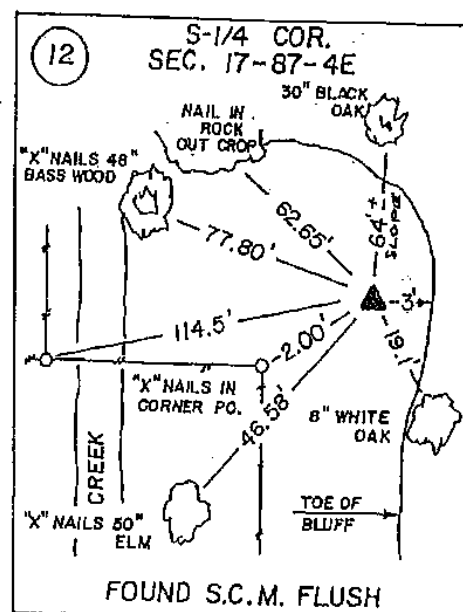 12
S-1/4 COR.
SEC. 17-87-4E
30" BLACK
OAK
NAIL IN
ROCK
OUT CROP
"X" NAILS 48"
BASS WOOD
62.65'
64'±
SLOPE
77.80'
3'
114.5'
2.00'
19.1'
"X" NAILS IN
CORNER PO.
46.58'
8" WHITE
OAK
CREEK
"X" NAILS 50"
ELM
TOE OF
BLUFF
FOUND S.C.M. FLUSH